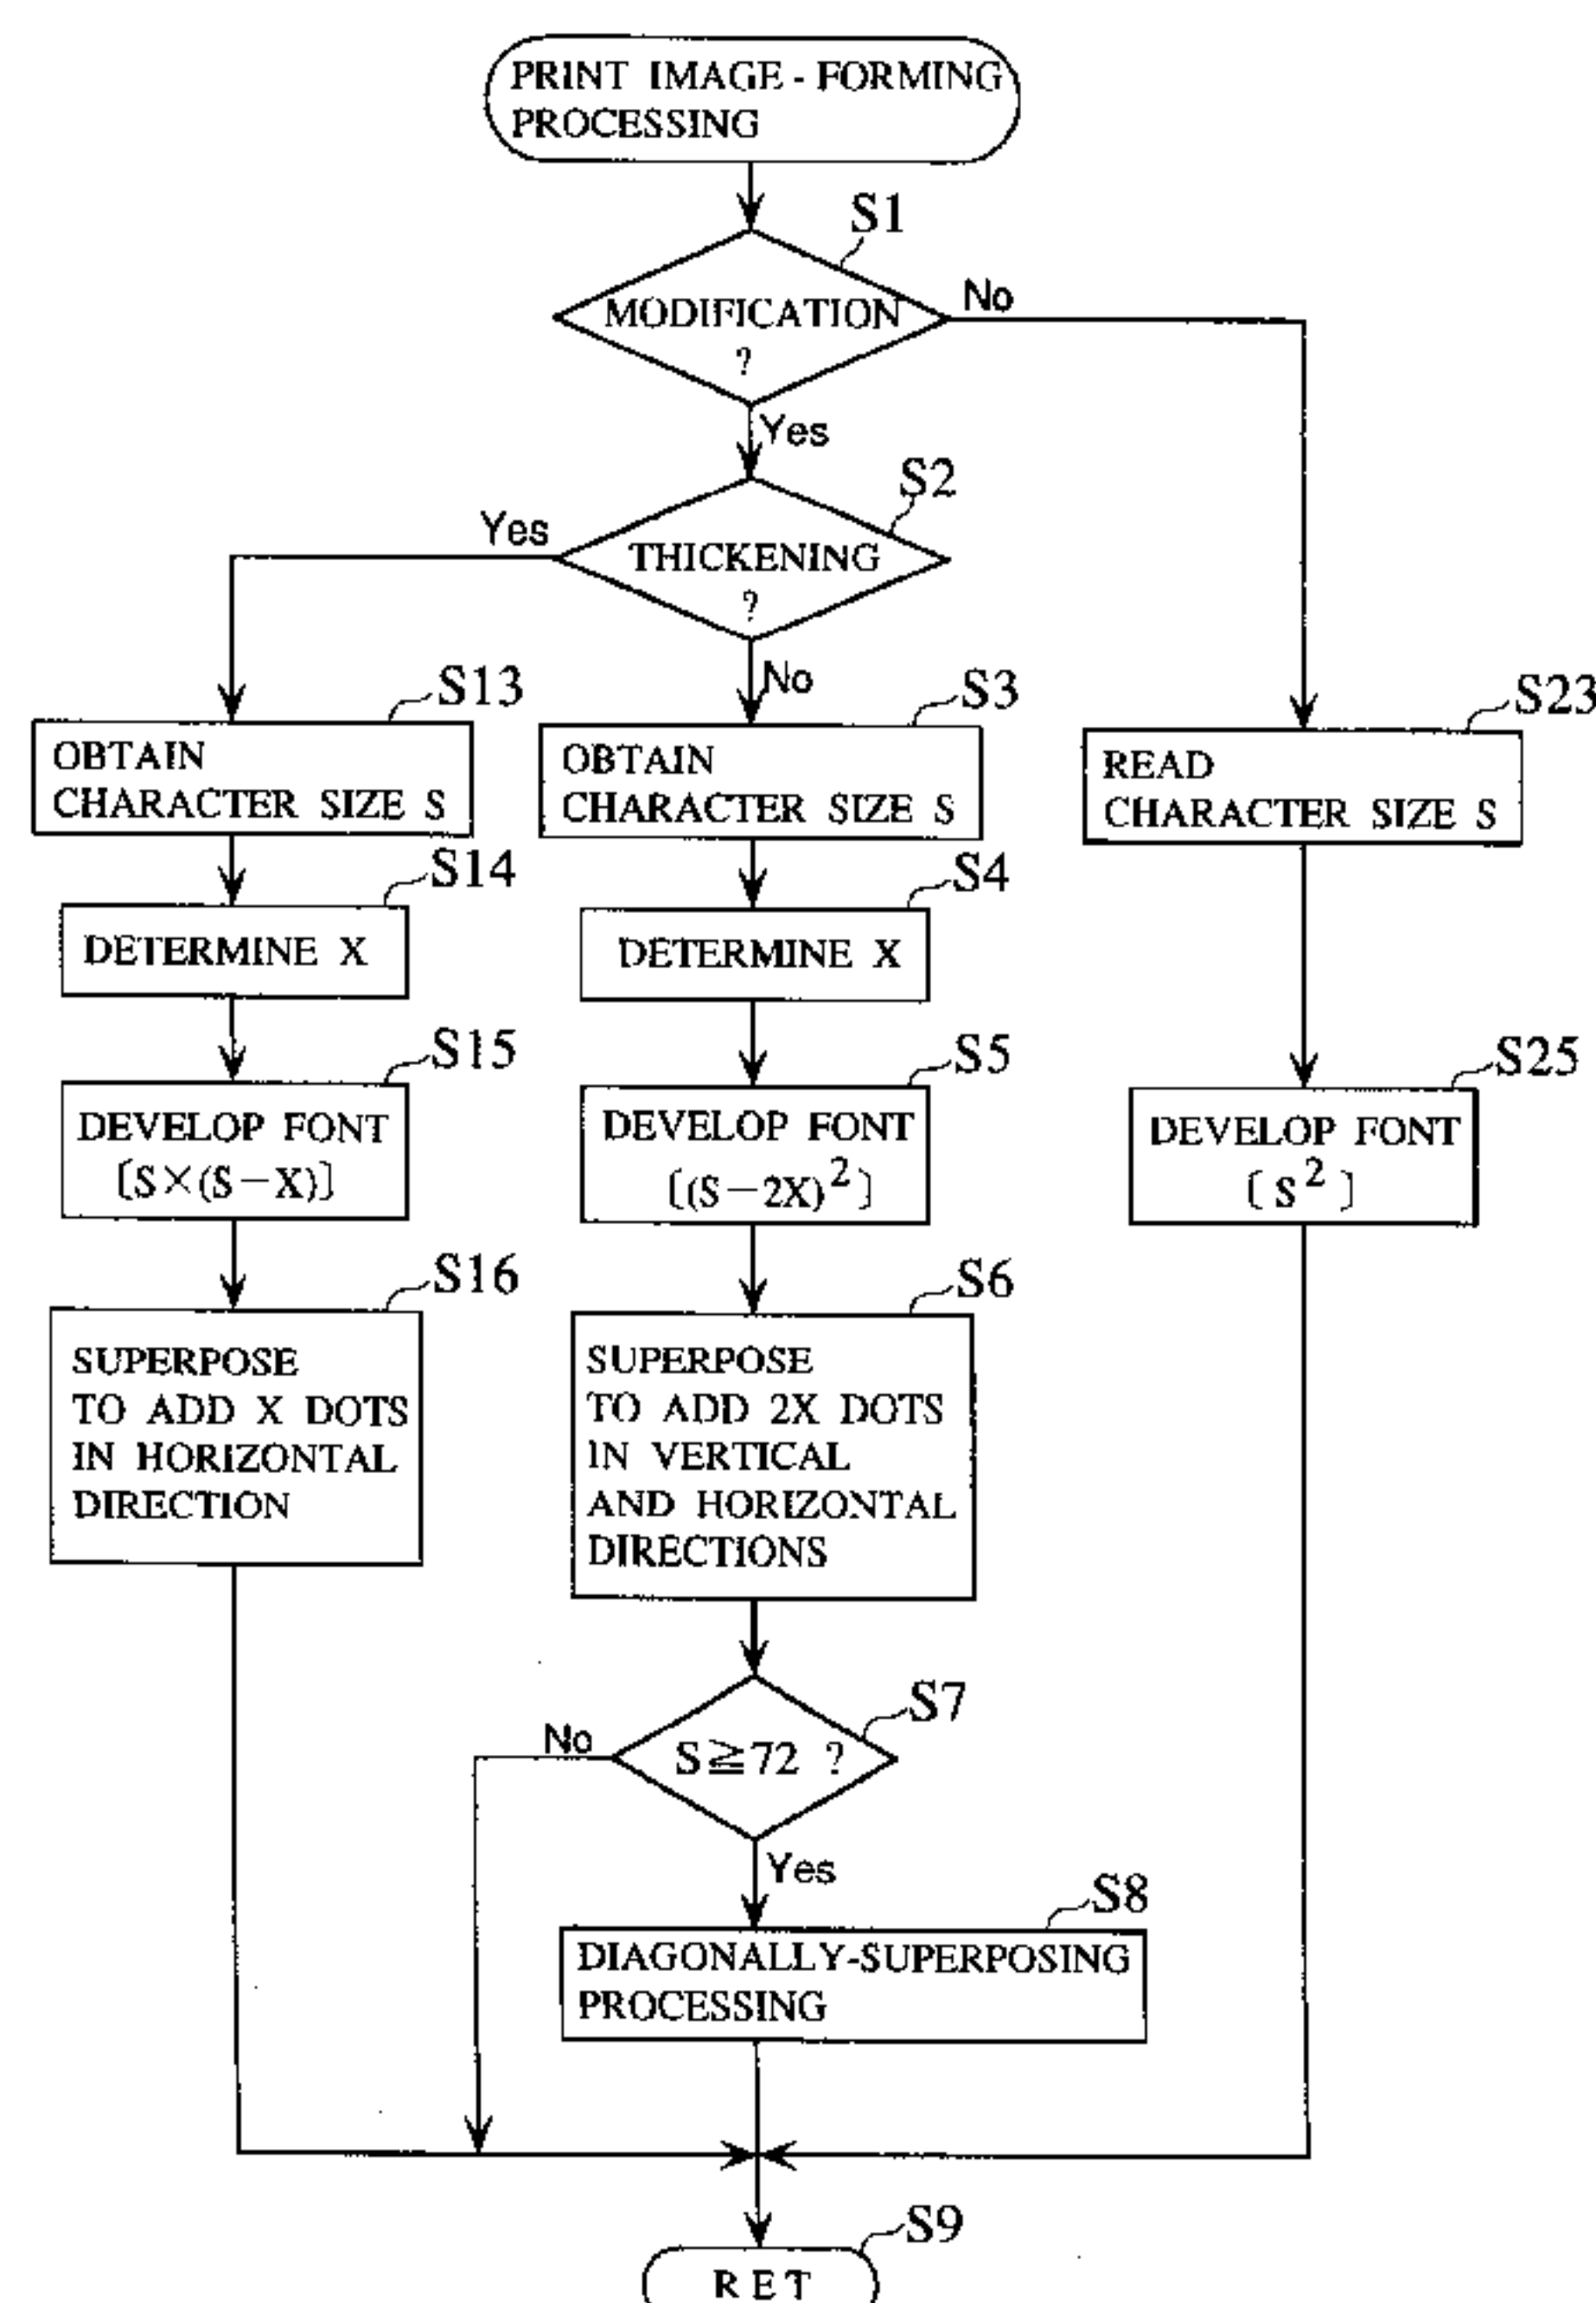 PRINT IMAGE - FORMING
PROCESSING
S1
MODIFICATION
?
No
Yes
S2
THICKENING
?
Yes
No
S13
OBTAIN
CHARACTER SIZE S
S3
OBTAIN
CHARACTER SIZE S
S23
READ
CHARACTER SIZE S
S14
DETERMINE X
S4
DETERMINE X
S15
DEVELOP FONT
[S×(S-X)]
S5
DEVELOP FONT
[(S-2X)²]
S25
DEVELOP FONT
[S²]
S16
SUPERPOSE
TO ADD X DOTS
IN HORIZONTAL
DIRECTION
S6
SUPERPOSE
TO ADD 2X DOTS
IN VERTICAL
AND HORIZONTAL
DIRECTIONS
S7
S≧72 ?
No
Yes
S8
DIAGONALLY-SUPERPOSING
PROCESSING
S9
RET